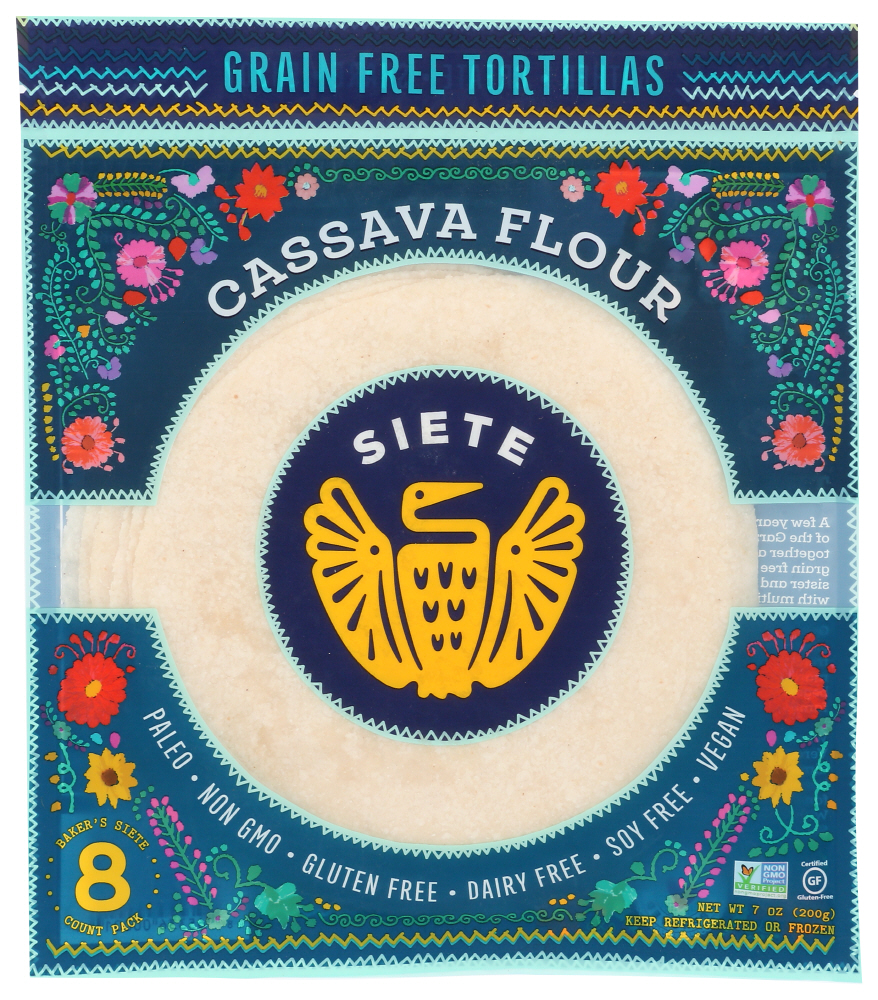 GRAIN FREE TORTILLAS
CASSAVA FLOUR
SIETE
A few year
of the Gar
together
grain free
sister and
with multi
PALEO • NON GMO • GLUTEN FREE • DAIRY FREE • SOY FREE • VEGAN
BAKER'S SIETE
8
COUNT PACK
NON
GMO
Project
VERIFIED
Certified
GF
Gluten-Free
NET WT 7 OZ (200g)
KEEP REFRIGERATED OR FROZEN